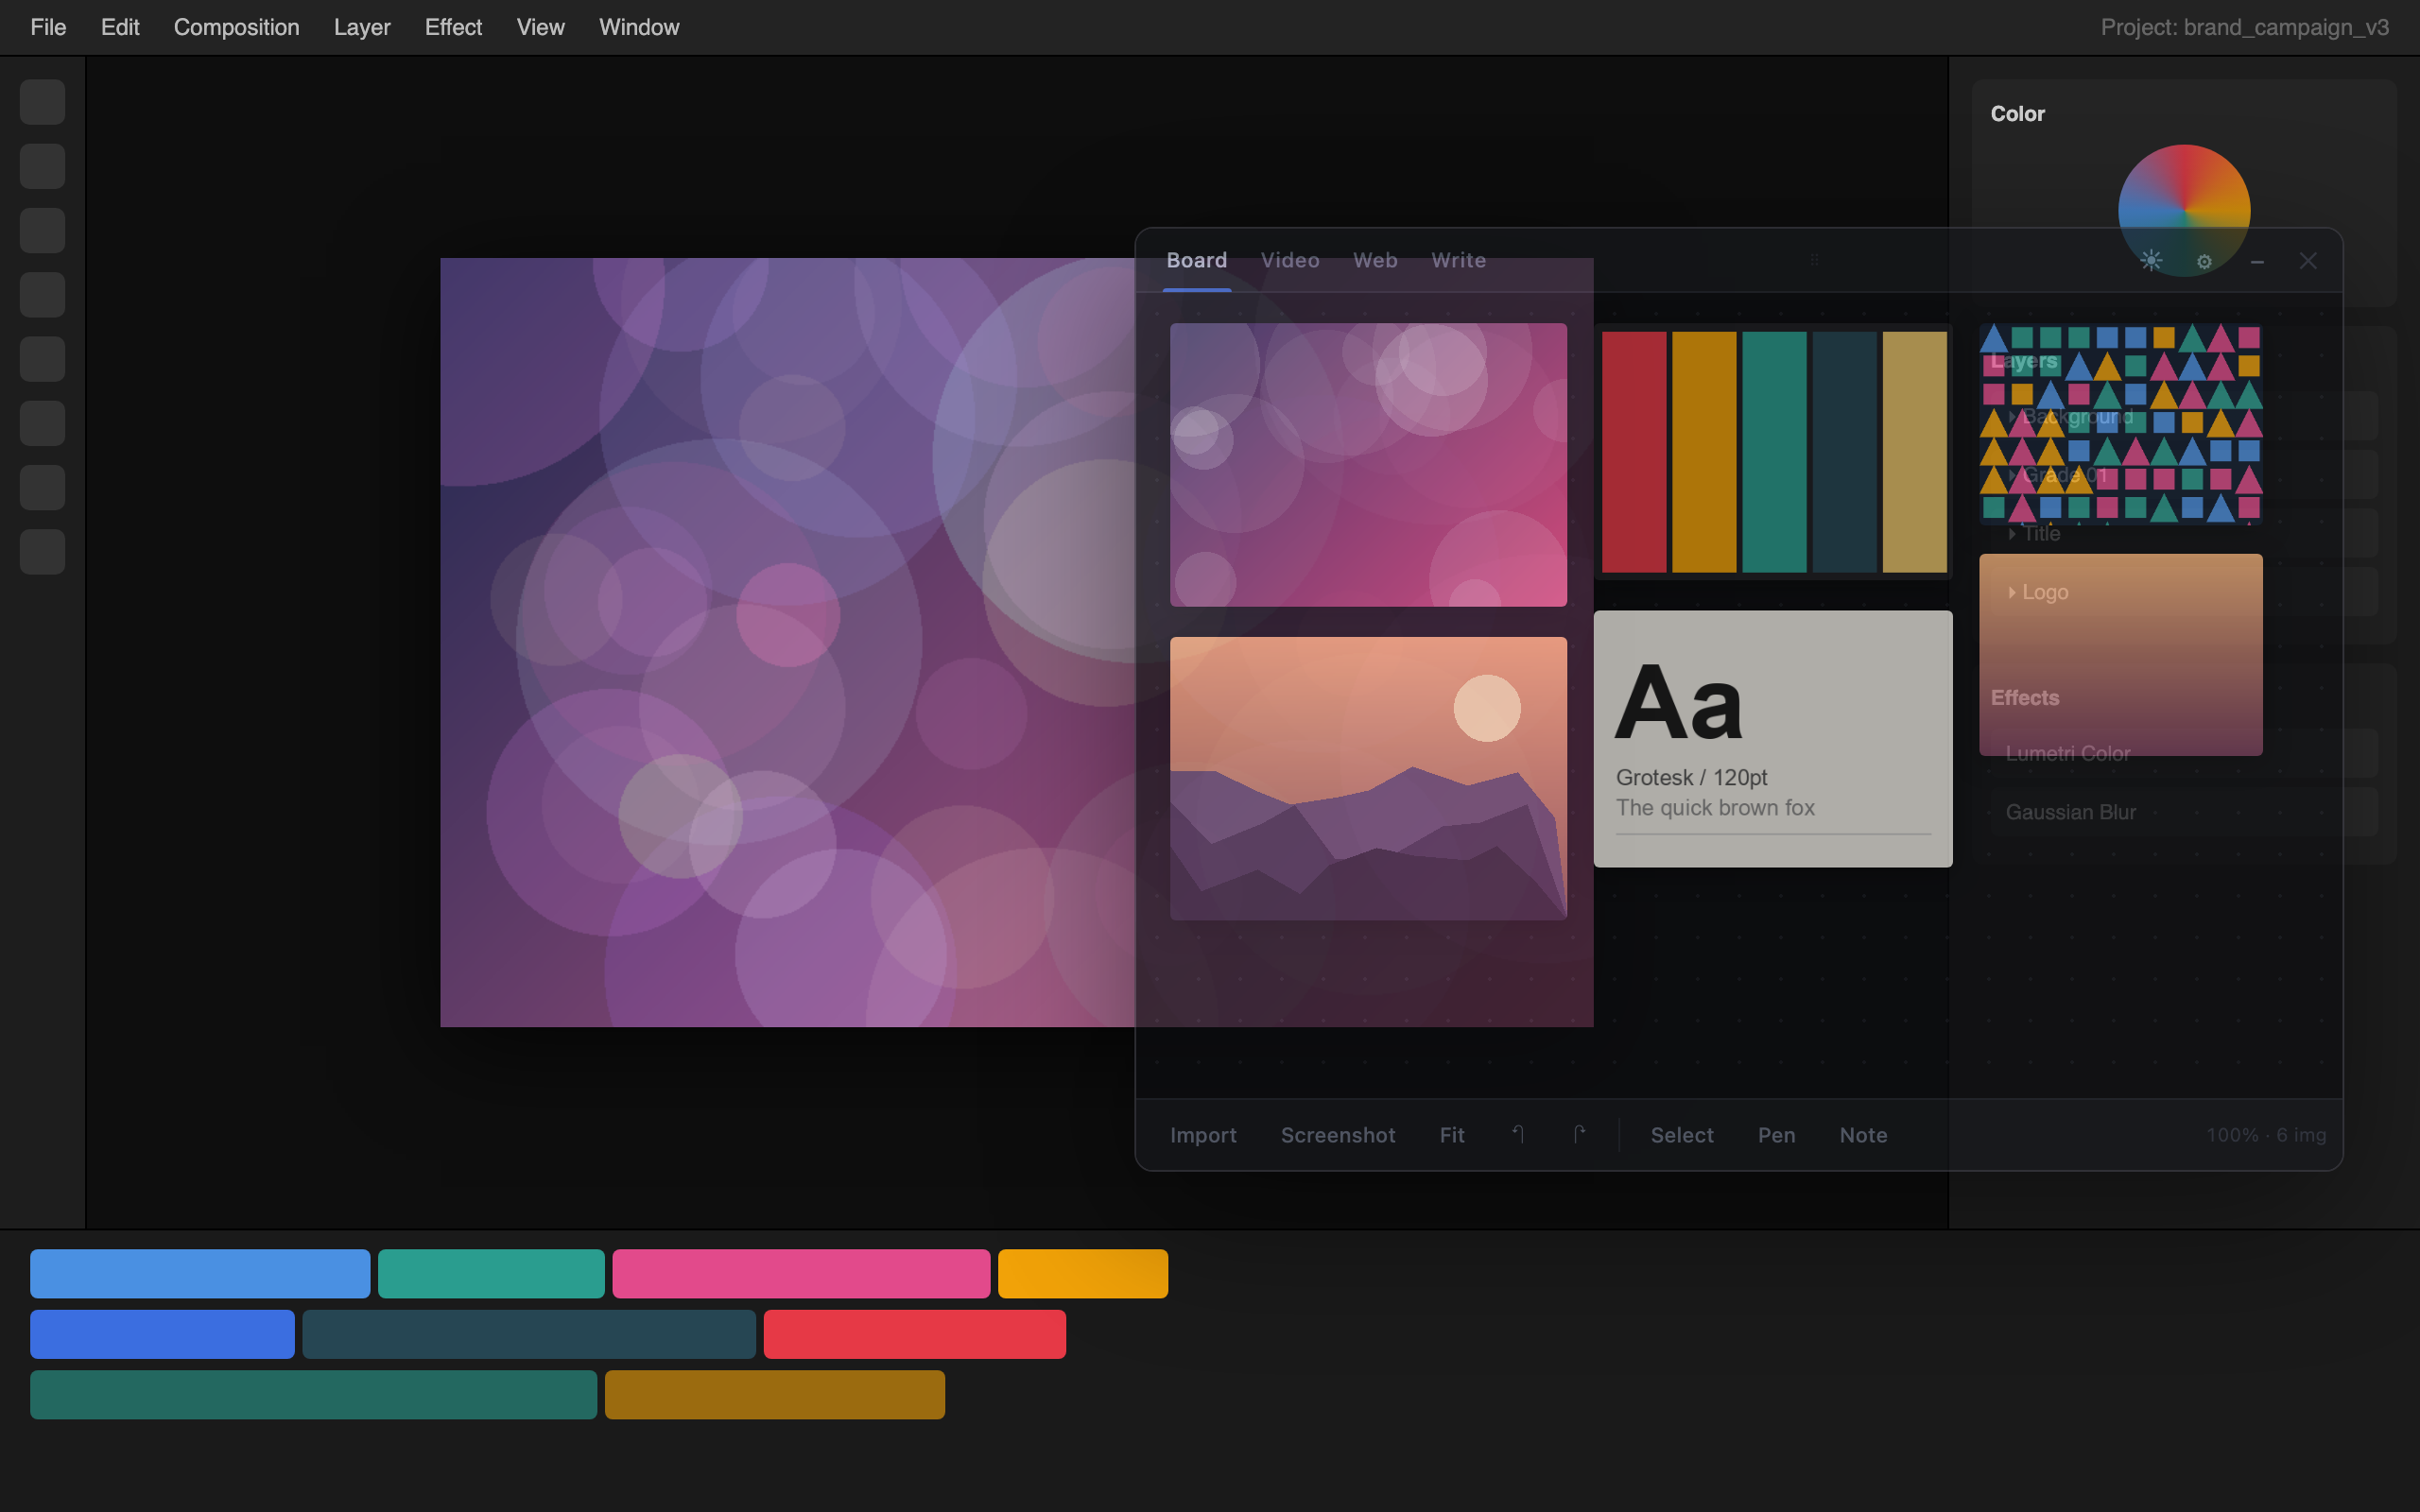 File Edit Composition Layer Effect View Window
Project: brand_campaign_v3
Color
Board Video Web Write
Layers
Background
Grade 01
Title
Logo
Effects
Lumetri Color
Gaussian Blur
Aa
Grotesk / 120pt
The quick brown fox
Import Screenshot Fit Select Pen Note
100% · 6 img